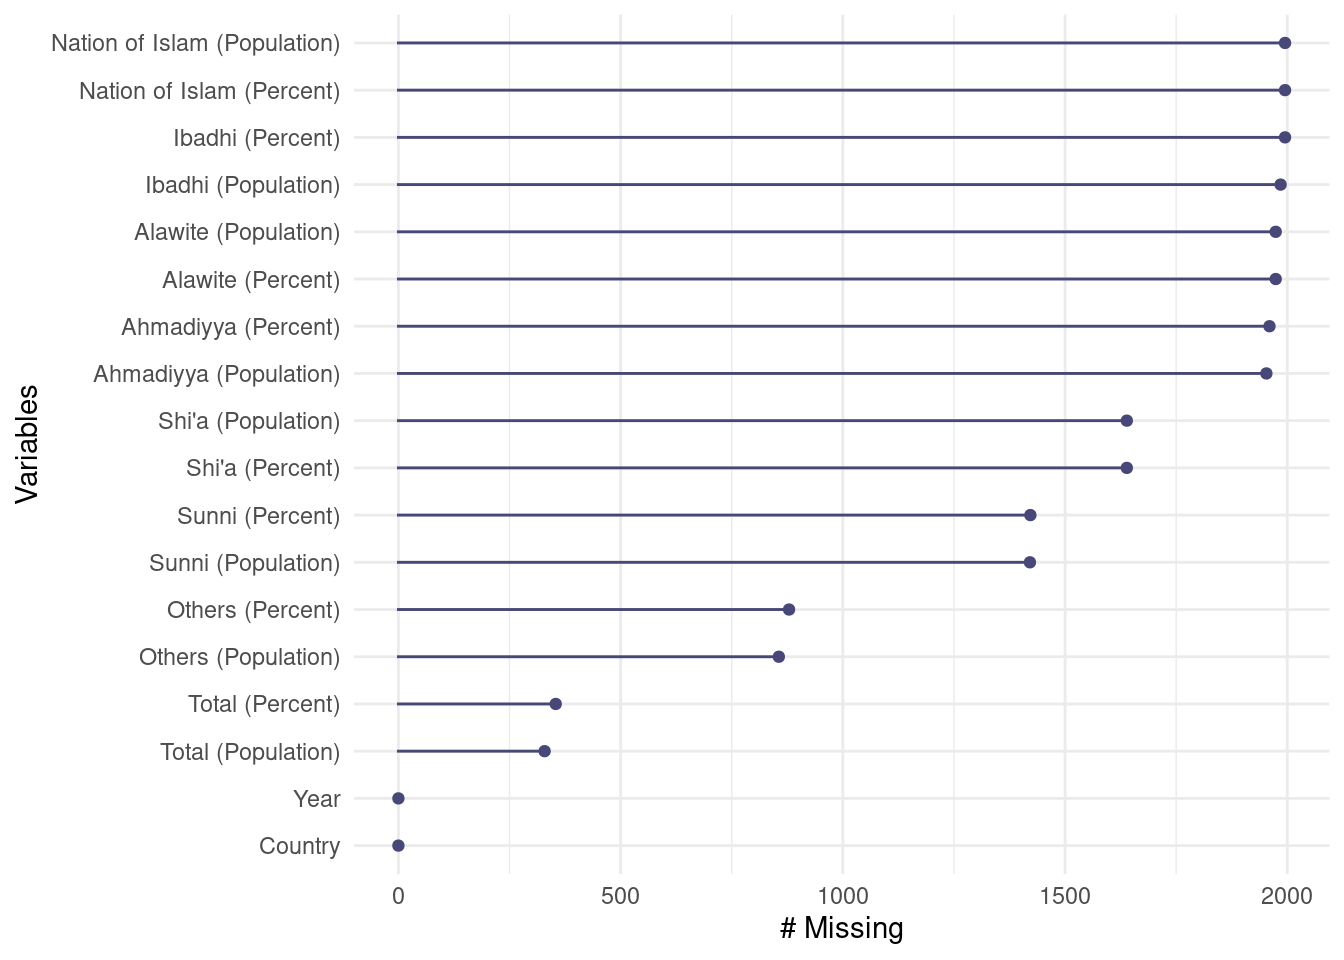 Nation of Islam (Population)
Nation of Islam (Percent)
Ibadhi (Percent)
Ibadhi (Population)
Alawite (Population)
Alawite (Percent)
Ahmadiyya (Percent)
Ahmadiyya (Population)
Shi'a (Population)
Shi'a (Percent)
Sunni (Percent)
Sunni (Population)
Others (Percent)
Others (Population)
Total (Percent)
Total (Population)
Year
Country
Variables
0 500 1000 1500 2000
# Missing